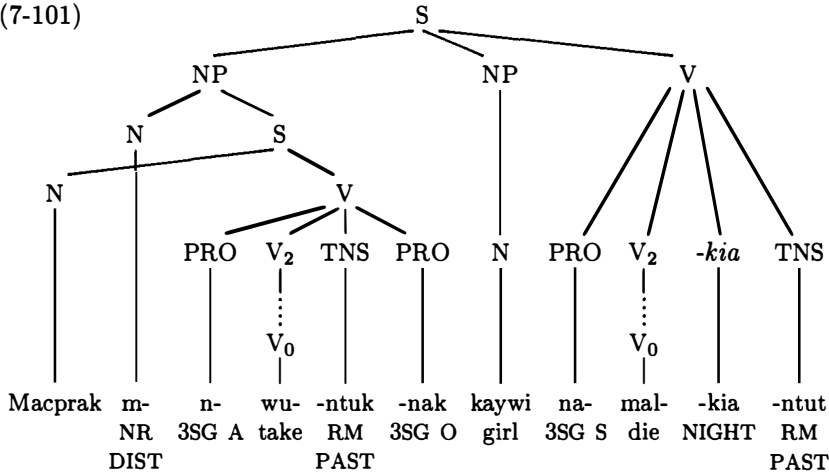 (7-101)
S
NP NP V
N S
N V
PRO V₂ TNS PRO N PRO V₂ -kia TNS
V₀ V₀
Macprak m- n- wu- -ntuk -nak kaywi na- mal- -kia -ntut
NR 3SG A take RM 3SG O girl 3SG S die NIGHT RM
DIST PAST PAST